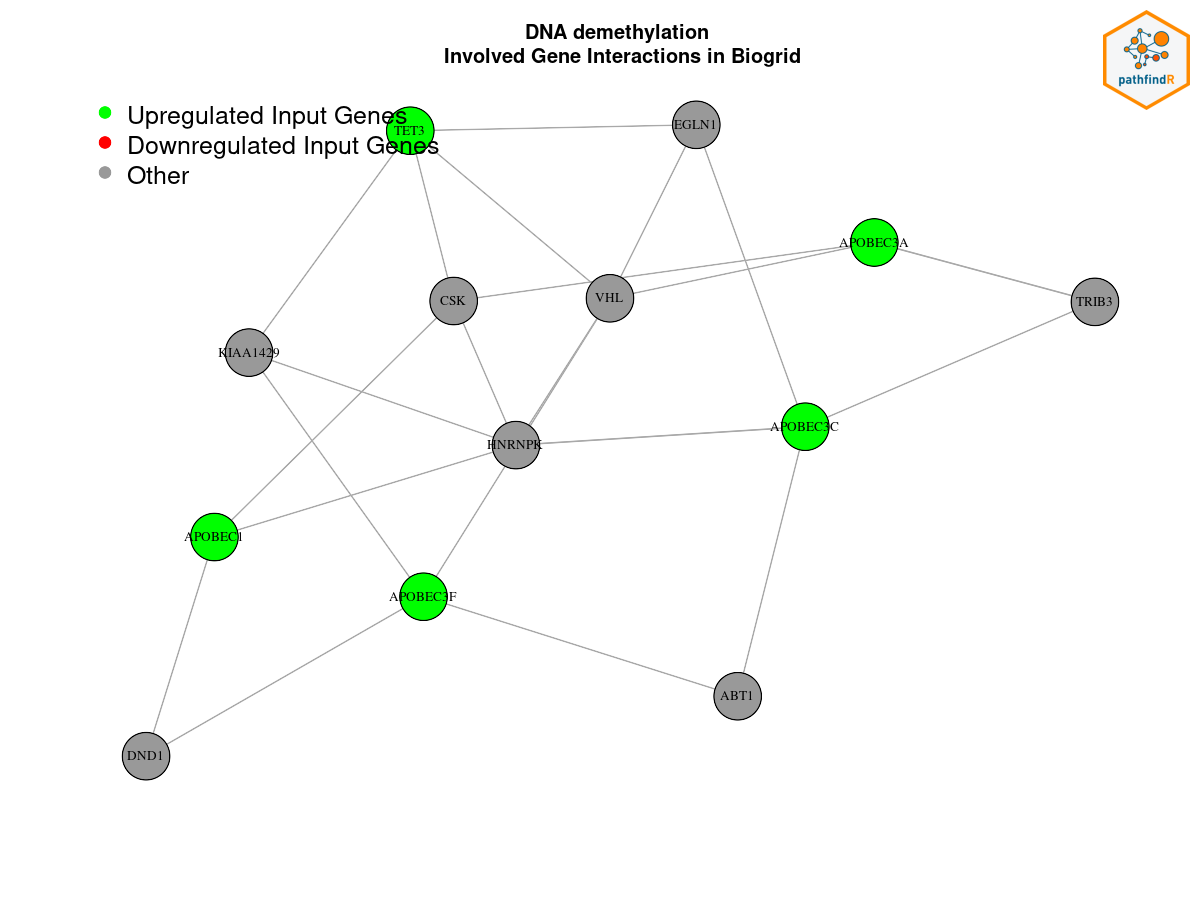 DNA demethylation
Involved Gene Interactions in Biogrid
pathfindR
Upregulated Input Genes
Downregulated Input Genes
Other
TET3
EGLN1
APOBEC3A
CSK
VHL
TRIB3
KIAA1429
HNRNPK
APOBEC3C
APOBEC1
APOBEC3F
ABT1
DND1